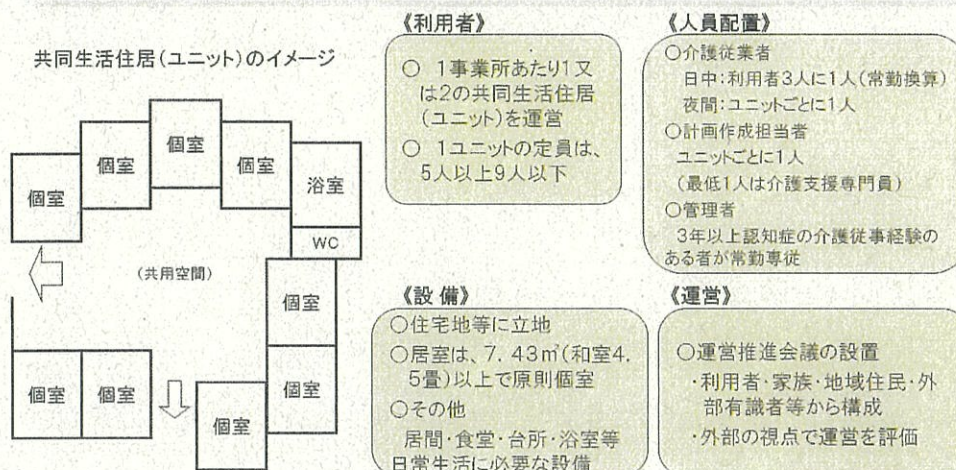 共同生活住居(ユニット)のイメージ
個室
個室
個室
個室
浴室
WC
(共用空間)
個室
個室
個室
個室
個室
《利用者》
○ 1事業所あたり1又
は2の共同生活住居
(ユニット)を運営
○ 1ユニットの定員は、
5人以上9人以下
《人員配置》
○介護従業者
日中:利用者3人に1人(常勤換算)
夜間:ユニットごとに1人
○計画作成担当者
ユニットごとに1人
(最低1人は介護支援専門員)
○管理者
3年以上認知症の介護従事経験の
ある者が常勤専従
《設 備》
○住宅地等に立地
○居室は、7. 43㎡(和室4.
5畳)以上で原則個室
○その他
居間・食堂・台所・浴室等
日常生活に必要な設備
《運営》
○運営推進会議の設置
・利用者・家族・地域住民・外
部有識者等から構成
・外部の視点で運営を評価